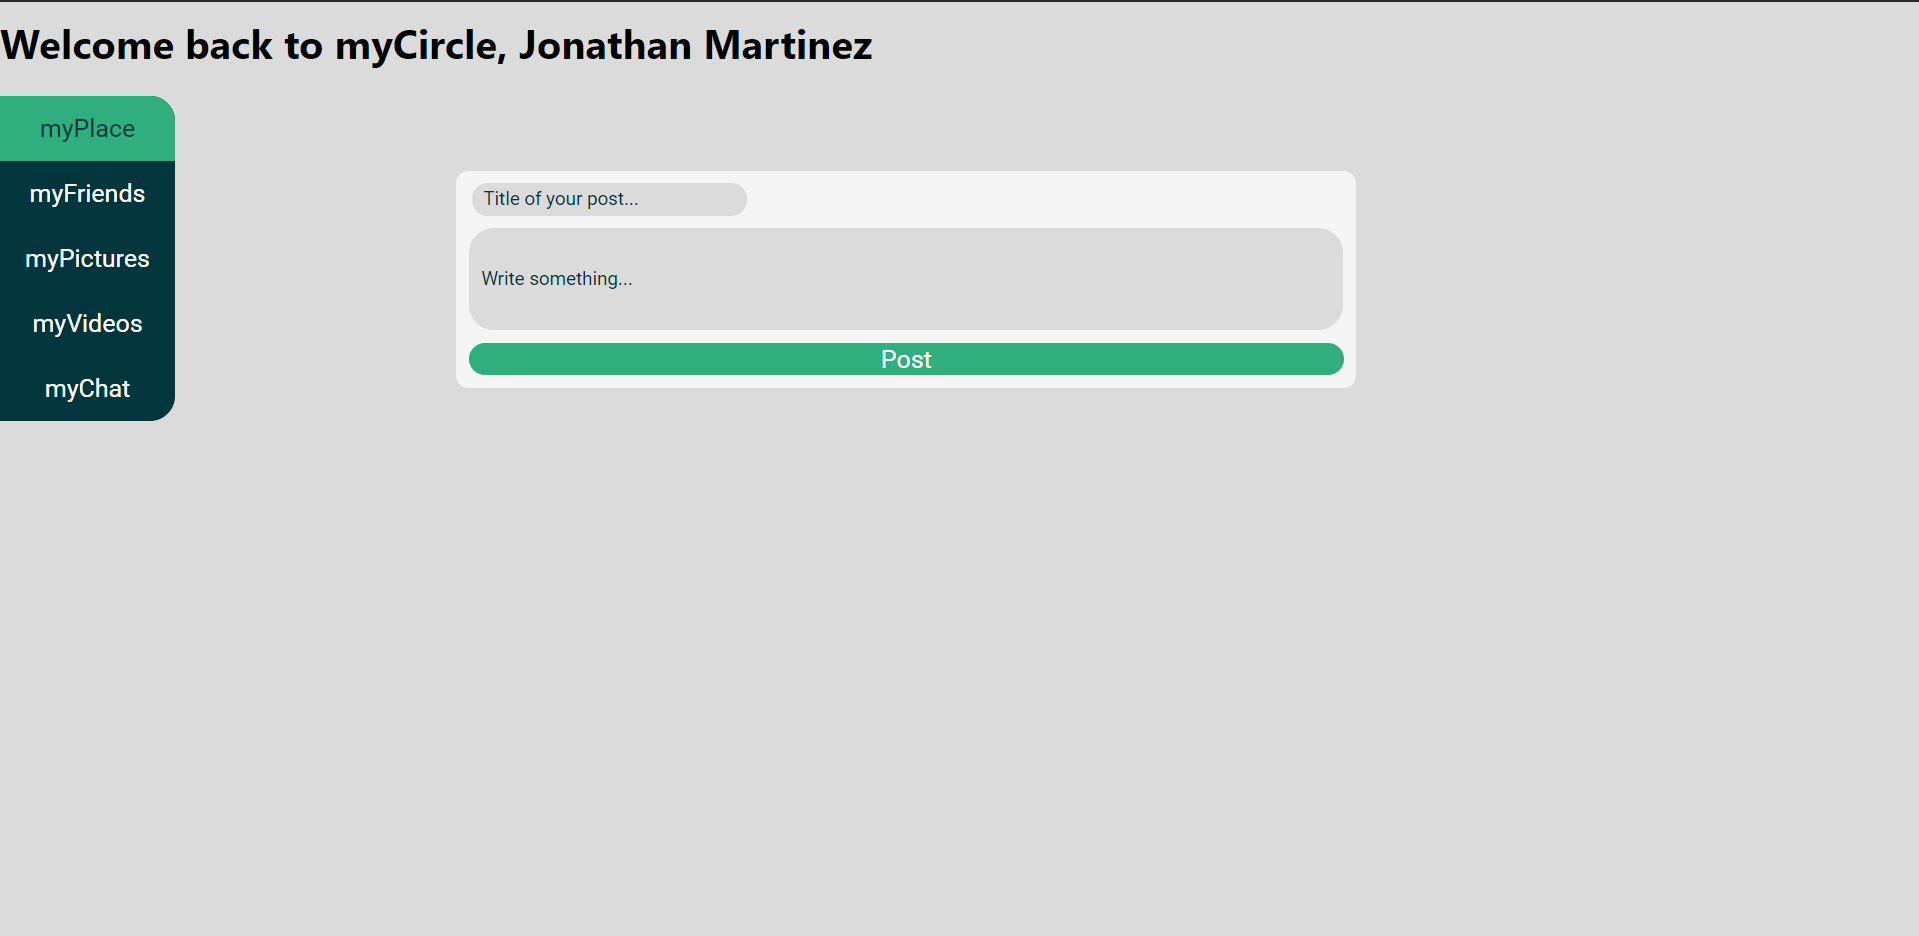 Welcome back to myCircle, Jonathan Martinez
myPlace
myFriends
myPictures
myVideos
myChat
Title of your post...
Write something...
Post